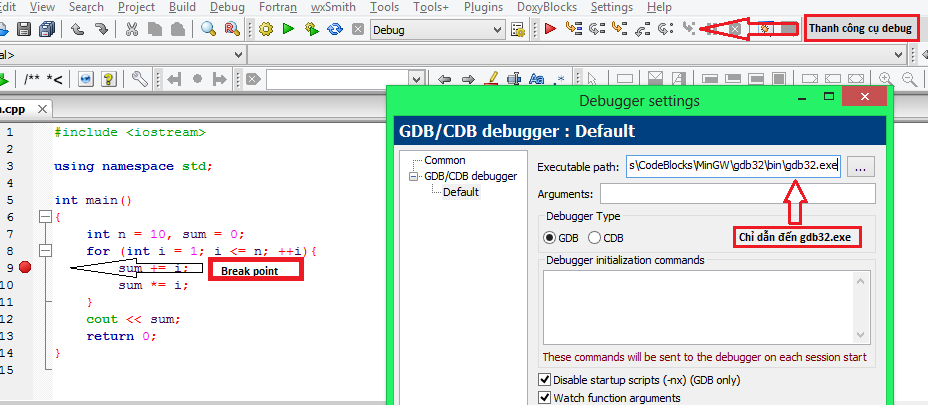 View Search Project Build Debug Fortran wxSmith Tools Tools+ Plugins DoxyBlocks Settings Help
Debug
Thanh công cụ debug
/** *<
Aa .*
.cpp
Debugger settings
GDB/CDB debugger : Default
Common
GDB/CDB debugger
Default
Executable path: s\CodeBlocks\MinGW\gdb32\bin\gdb32.exe ...
Arguments:
Debugger Type
GDB CDB
Chỉ dẫn đến gdb32.exe
Debugger initialization commands
These commands will be sent to the debugger on each session start
Disable startup scripts (-nx) (GDB only)
Watch function arguments
1 #include <iostream>
2
3 using namespace std;
4
5 int main()
6 {
7 int n = 10, sum = 0;
8 for (int i = 1; i <= n; ++i){
9 sum += i;
Break point
10 sum *= i;
11 }
12 cout << sum;
13 return 0;
14 }
15